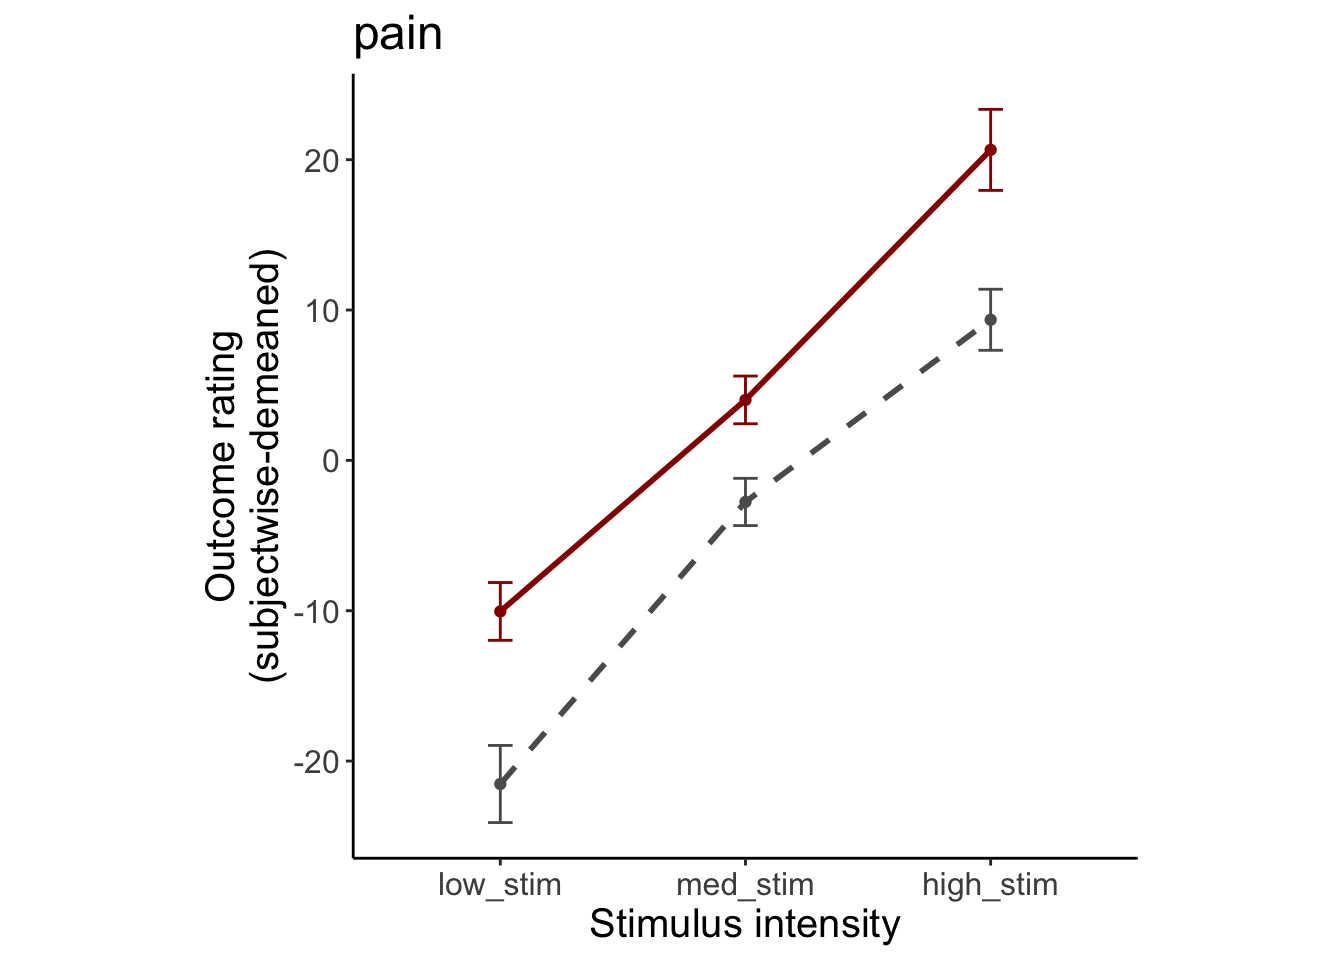 pain
Outcome rating
(subjectwise-demeaned)
20
10
0
-10
-20
low_stim med_stim high_stim
Stimulus intensity